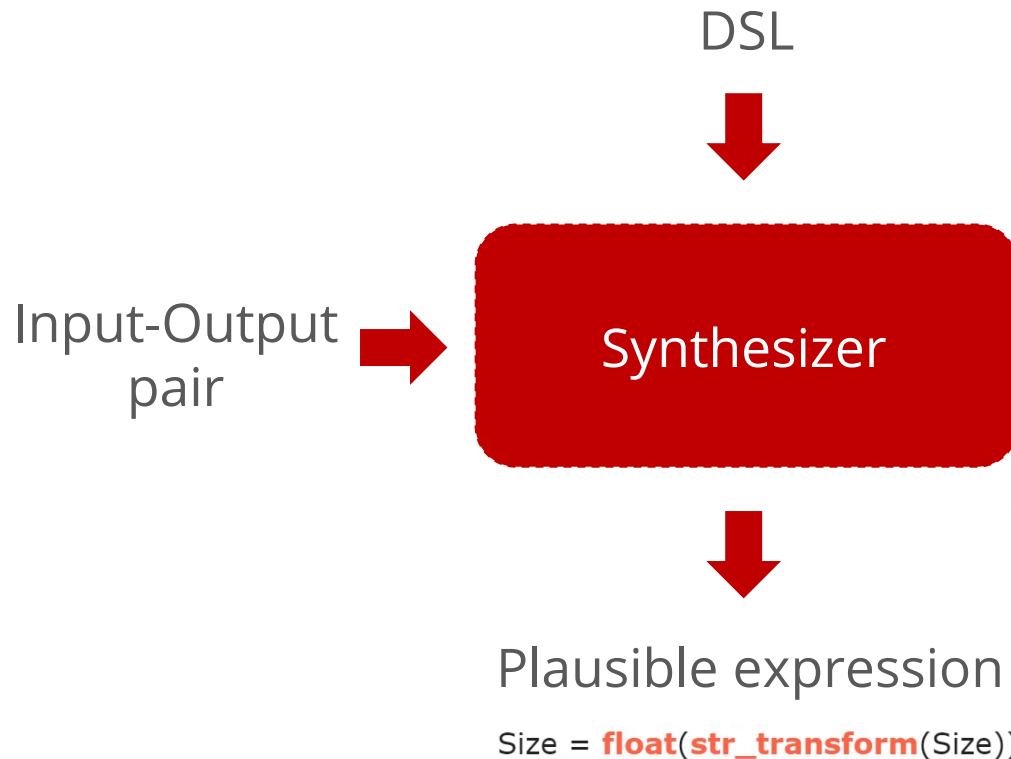 DSL
Input-Output
pair
Synthesizer
Plausible expression
Size = float(str_transform(Size))